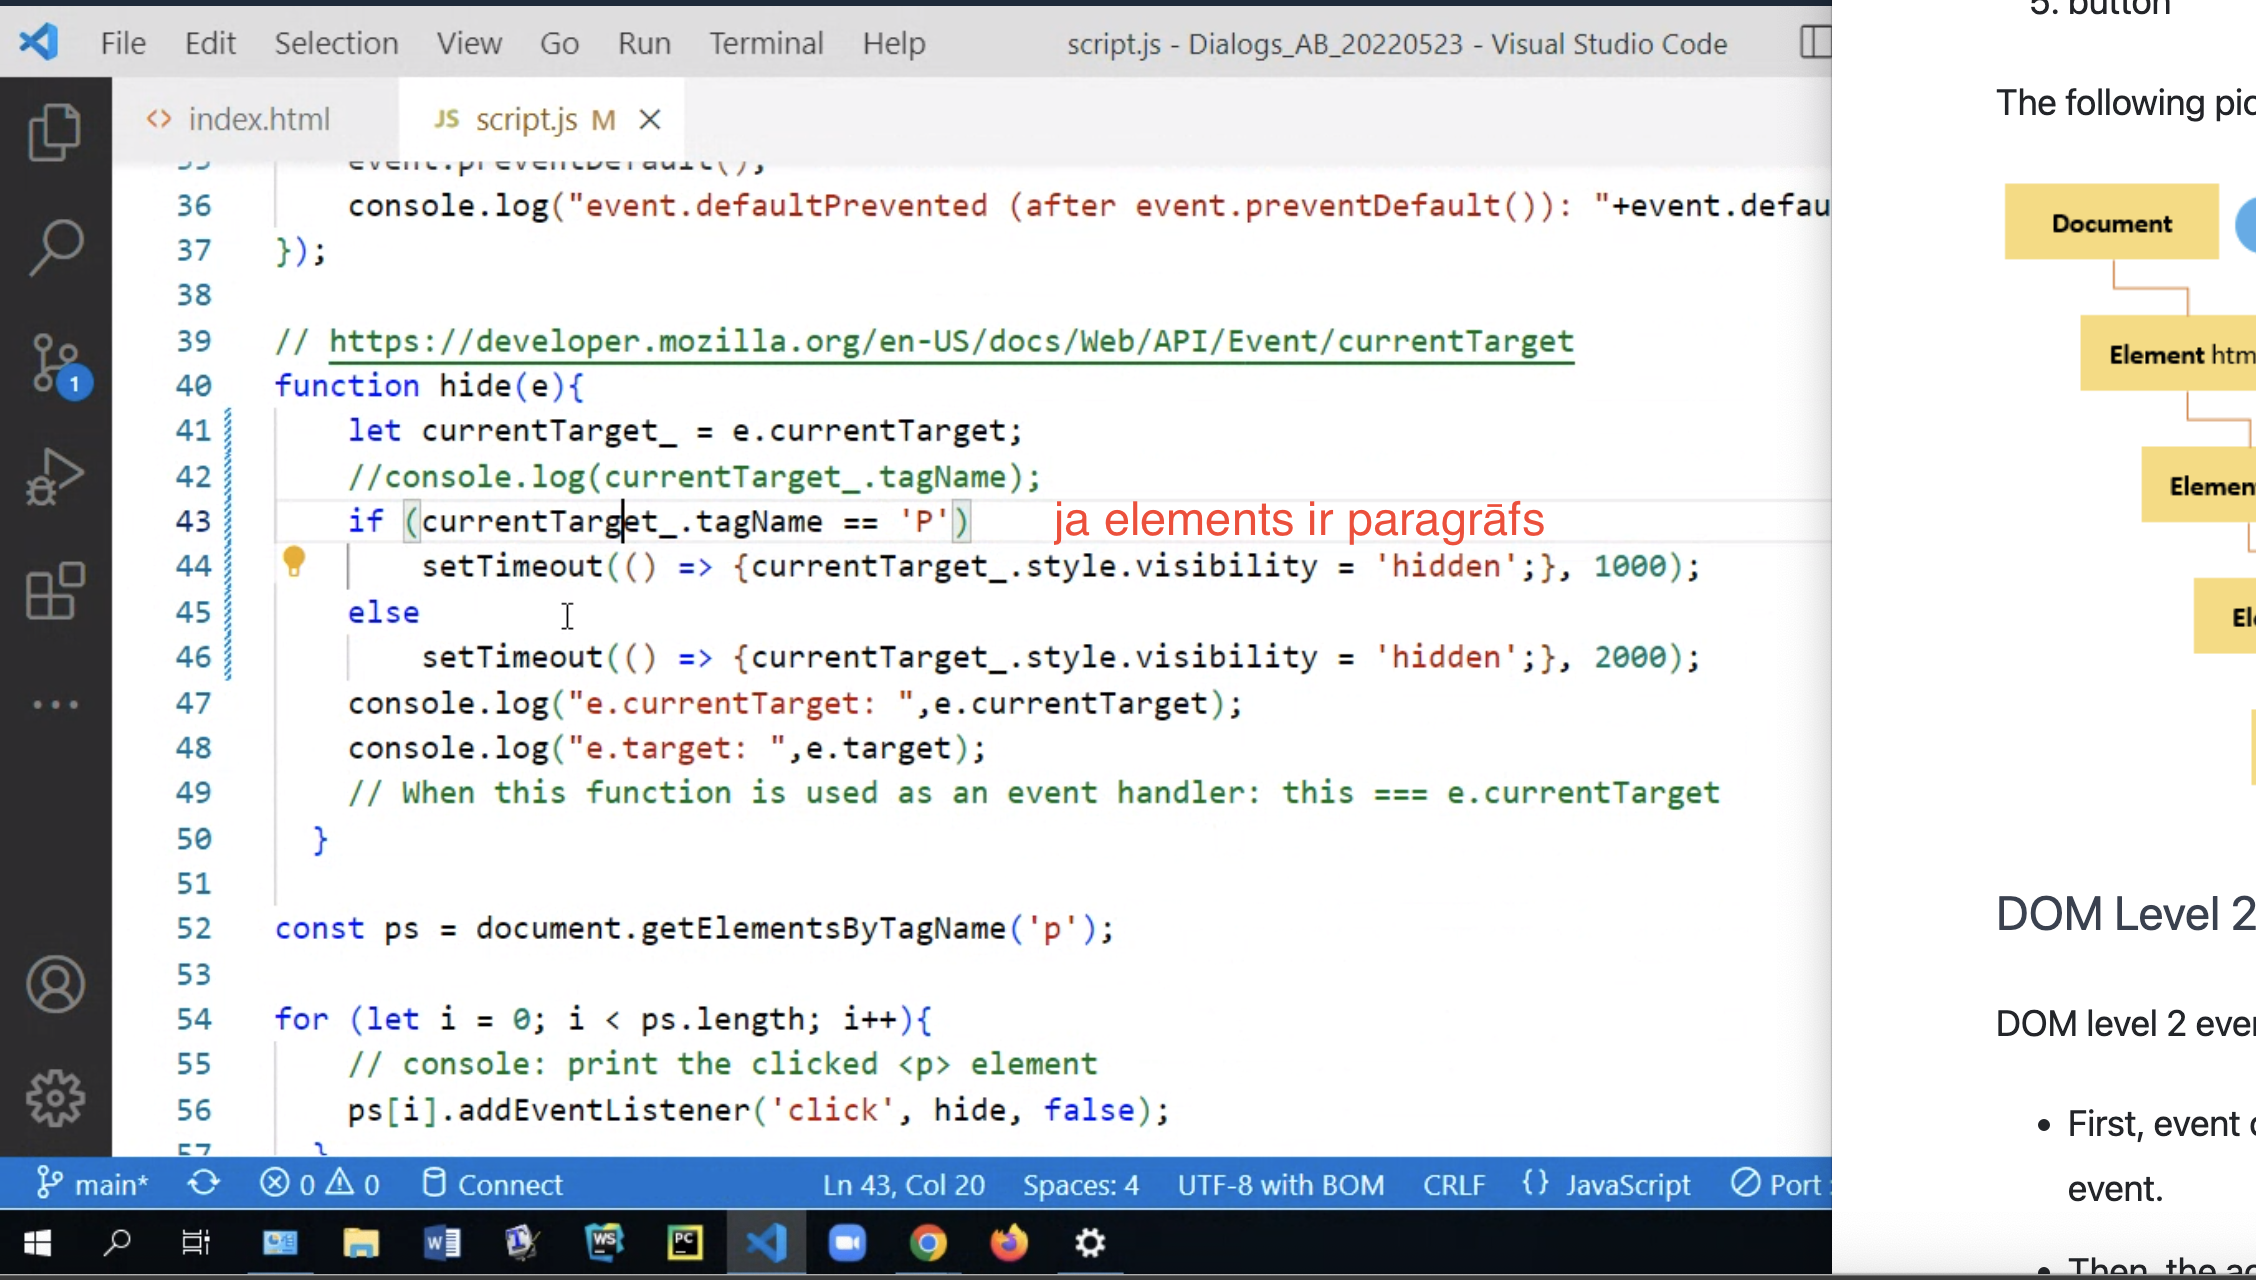 File Edit Selection View Go Run Terminal Help script.js - Dialogs_AB_20220523 - Visual Studio Code
<> index.html JS script.js M ×
35 event.preventDefault();
36 console.log("event.defaultPrevented (after event.preventDefault()): "+event.defau
37 });
38
39 // https://developer.mozilla.org/en-US/docs/Web/API/Event/currentTarget
40 function hide(e){
41 let currentTarget_ = e.currentTarget;
42 //console.log(currentTarget_.tagName);
43 if (currentTarget_.tagName == 'P') ja elements ir paragrāfs
44 setTimeout(() => {currentTarget_.style.visibility = 'hidden';}, 1000);
45 else
46 setTimeout(() => {currentTarget_.style.visibility = 'hidden';}, 2000);
47 console.log("e.currentTarget: ",e.currentTarget);
48 console.log("e.target: ",e.target);
49 // When this function is used as an event handler: this === e.currentTarget
50 }
51
52 const ps = document.getElementsByTagName('p');
53
54 for (let i = 0; i < ps.length; i++){
55 // console: print the clicked <p> element
56 ps[i].addEventListener('click', hide, false);
57 }
1
main* 0 0 Connect Ln 43, Col 20 Spaces: 4 UTF-8 with BOM CRLF {} JavaScript Port :
W WS PC
5. button
The following pic
Document
Element htm
Elemen
El
DOM Level 2
DOM level 2 eve
• First, event
event.
• Then, the ac